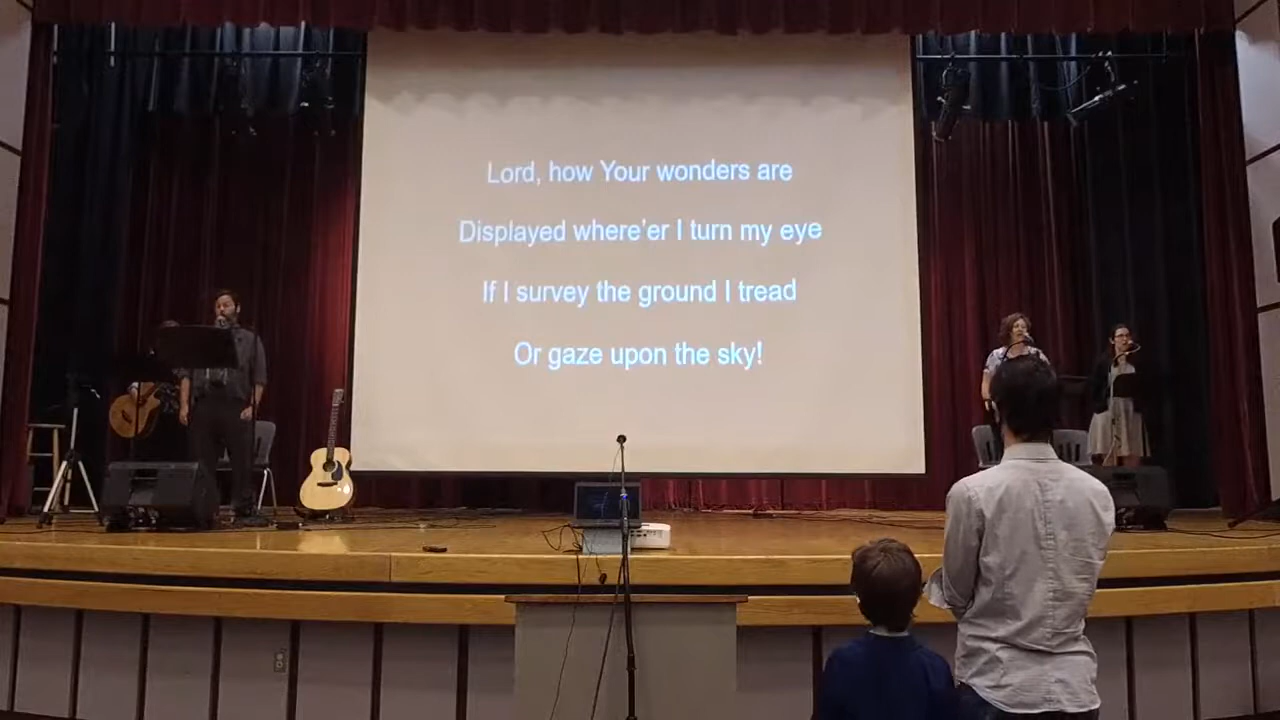 Lord, how Your wonders are
Displayed where'er I turn my eye
If I survey the ground I tread
Or gaze upon the sky!